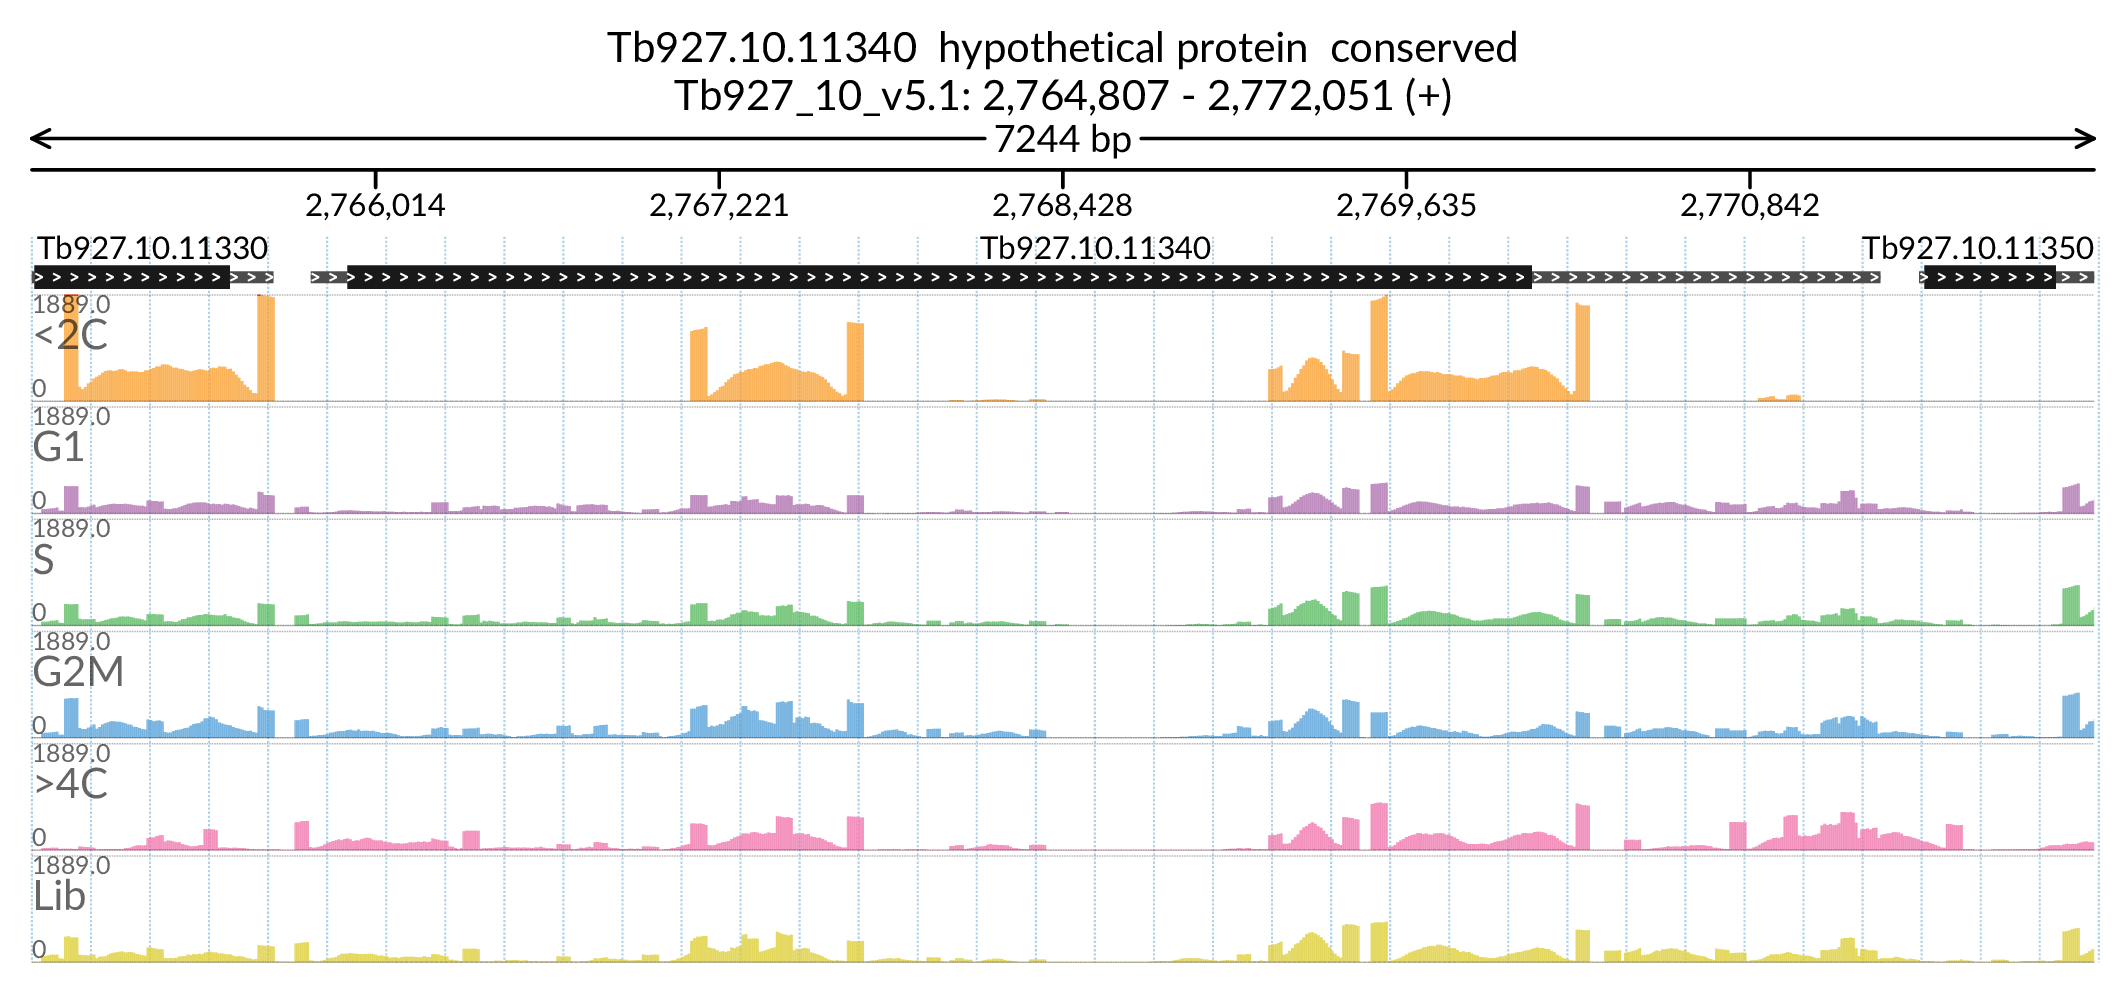 Tb927.10.11340 hypothetical protein conserved
Tb927_10_v5.1: 2,764,807 - 2,772,051 (+)
7244 bp
2,766,014 2,767,221 2,768,428 2,769,635 2,770,842
Tb927.10.11330 Tb927.10.11340 Tb927.10.11350
1889.0
<2C
0
1889.0
G1
0
1889.0
S
0
1889.0
G2M
0
1889.0
>4C
0
1889.0
Lib
0